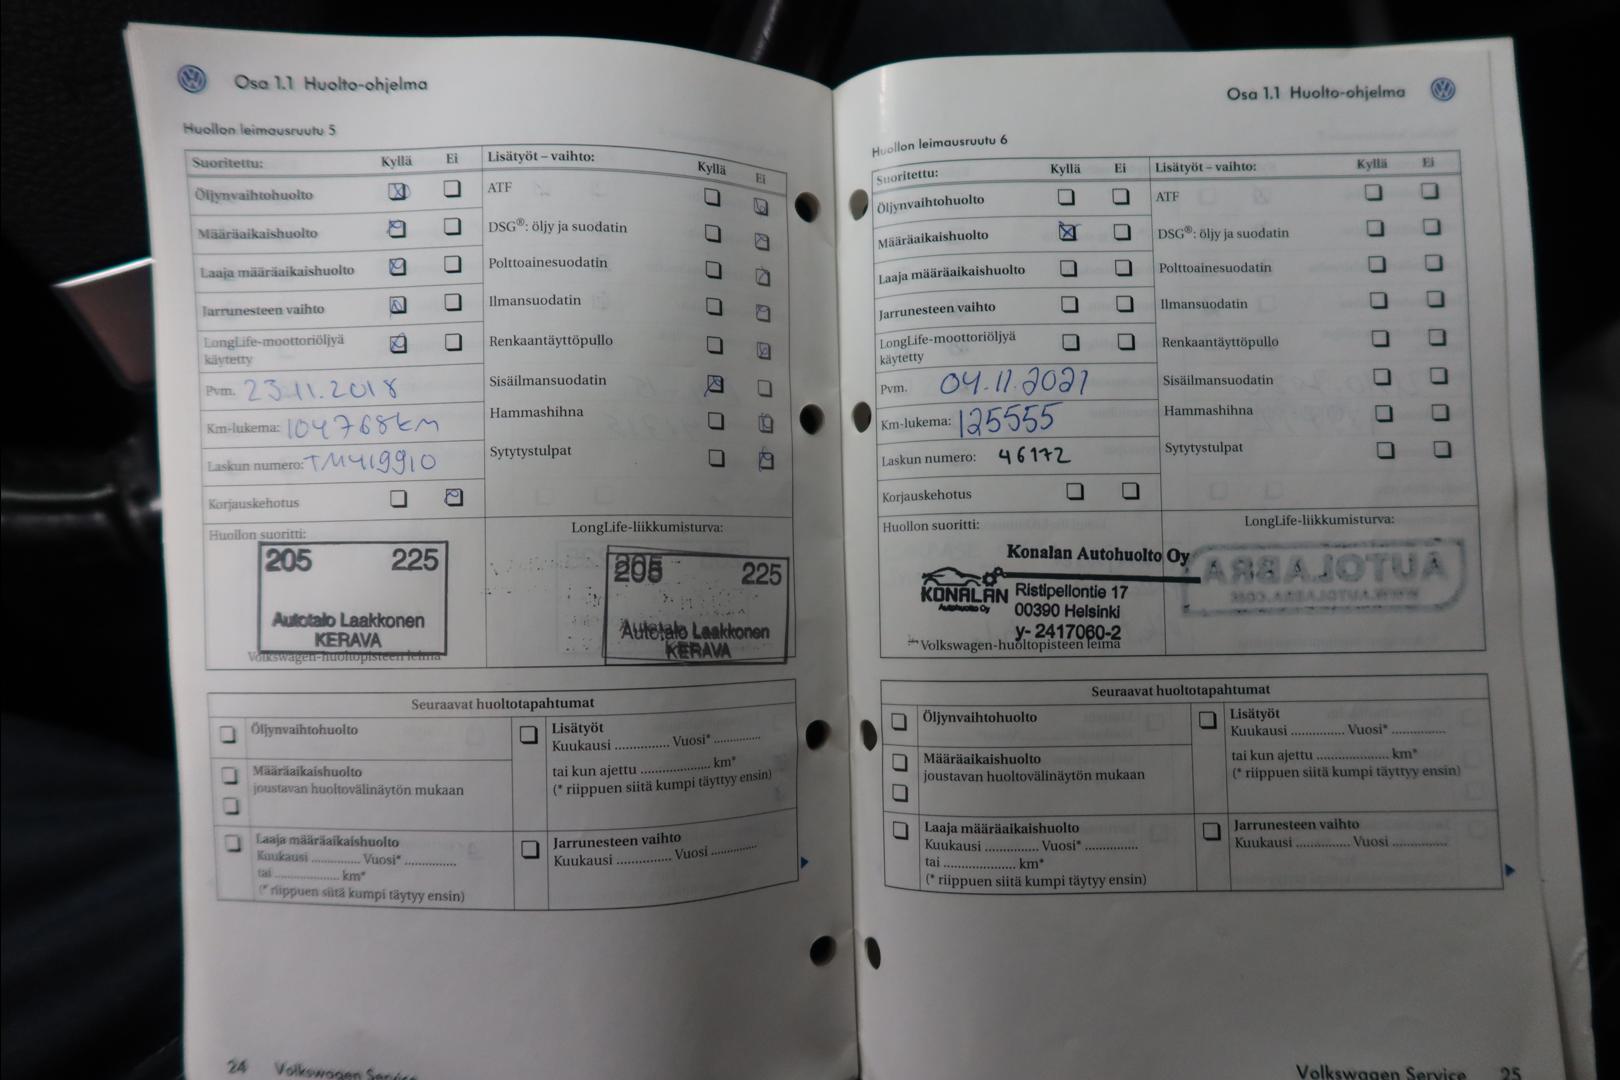 Osa 1.1 Huolto-ohjelma
Huollon leimausruutu 5
Suoritettu: Kyllä Ei Lisätyöt – vaihto: Kyllä Ei
Öljynvaihtohuolto ATF
Määräaikaishuolto DSG®: öljy ja suodatin
Laaja määräaikaishuolto Polttoainesuodatin
Jarrunesteen vaihto Ilmansuodatin
LongLife-moottoriöljyä Renkaantäyttöpullo
käytetty
Pvm. 23.11.2018 Sisäilmansuodatin
Km-lukema: 104768km Hammashihna
Laskun numero: TM419910 Sytytystulpat
Korjauskehotus
Huollon suoritti: LongLife-liikkumisturva:
205 225
Autotalo Laakkonen
KERAVA
205 225
Autotalo Laakkonen
KERAVA
Volkswagen-huoltopisteen leima
Seuraavat huoltotapahtumat
Öljynvaihtohuolto
Määräaikaishuolto
joustavan huoltovälinäytön mukaan
Laaja määräaikaishuolto
Kuukausi .............. Vuosi* ...............
tai ................... km*
(* riippuen siitä kumpi täytyy ensin)
Lisätyöt
Kuukausi ............... Vuosi* .............
tai kun ajettu ................... km*
(* riippuen siitä kumpi täyttyy ensin)
Jarrunesteen vaihto
Kuukausi .............. Vuosi .............
24 Volkswagen Service
Osa 1.1 Huolto-ohjelma
Huollon leimausruutu 6
Suoritettu: Kyllä Ei Lisätyöt – vaihto: Kyllä Ei
Öljynvaihtohuolto ATF
Määräaikaishuolto DSG®: öljy ja suodatin
Laaja määräaikaishuolto Polttoainesuodatin
Jarrunesteen vaihto Ilmansuodatin
LongLife-moottoriöljyä Renkaantäyttöpullo
käytetty
Pvm. 04.11.2021 Sisäilmansuodatin
Km-lukema: 125555 Hammashihna
Laskun numero: 46172 Sytytystulpat
Korjauskehotus
Huollon suoritti: LongLife-liikkumisturva:
Konalan Autohuolto Oy
KONALAN
Autohuolto Oy
Ristipellontie 17
00390 Helsinki
y- 2417060-2
Volkswagen-huoltopisteen leima
AUTOLABRA
WWW.AUTOLABRA.COM
Seuraavat huoltotapahtumat
Öljynvaihtohuolto
Määräaikaishuolto
joustavan huoltovälinäytön mukaan
Laaja määräaikaishuolto
Kuukausi .............. Vuosi* ..............
tai ................... km*
(* riippuen siitä kumpi täytyy ensin)
Lisätyöt
Kuukausi .............. Vuosi* ..............
tai kun ajettu ................... km*
(* riippuen siitä kumpi täyttyy ensin)
Jarrunesteen vaihto
Kuukausi .............. Vuosi ..............
Volkswagen Service 25